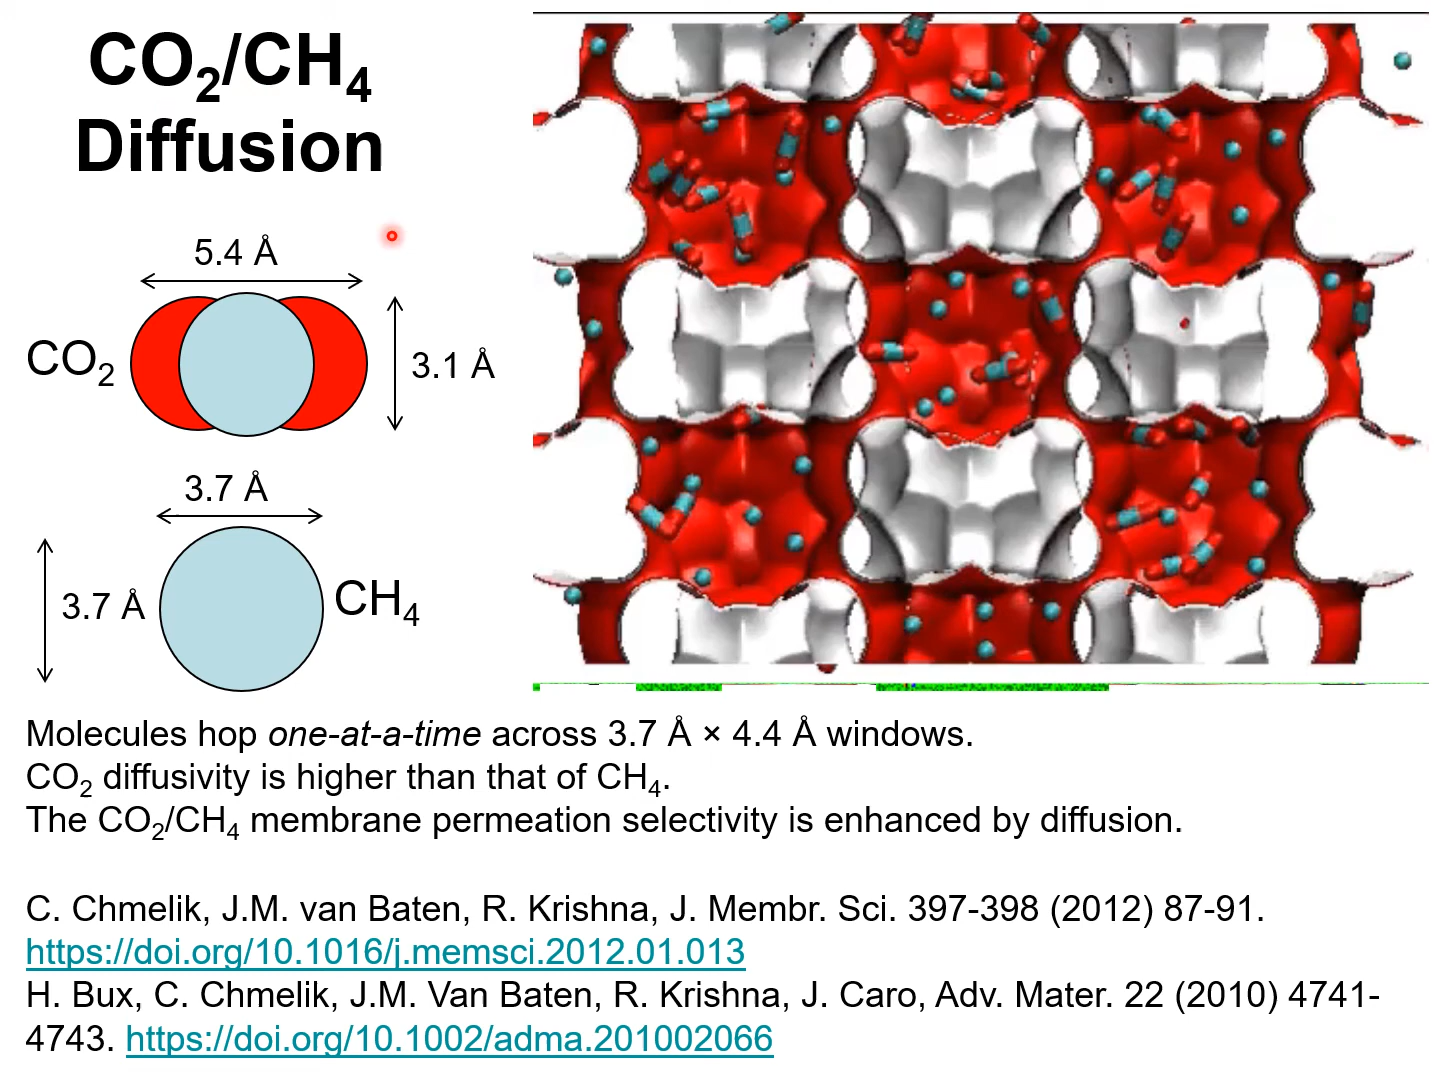 CO₂/CH₄
Diffusion
5.4 Å
CO₂
3.1 Å
3.7 Å
3.7 Å
CH₄
Molecules hop one-at-a-time across 3.7 Å × 4.4 Å windows.
CO₂ diffusivity is higher than that of CH₄.
The CO₂/CH₄ membrane permeation selectivity is enhanced by diffusion.
C. Chmelik, J.M. van Baten, R. Krishna, J. Membr. Sci. 397-398 (2012) 87-91.
https://doi.org/10.1016/j.memsci.2012.01.013
H. Bux, C. Chmelik, J.M. Van Baten, R. Krishna, J. Caro, Adv. Mater. 22 (2010) 4741-
4743. https://doi.org/10.1002/adma.201002066